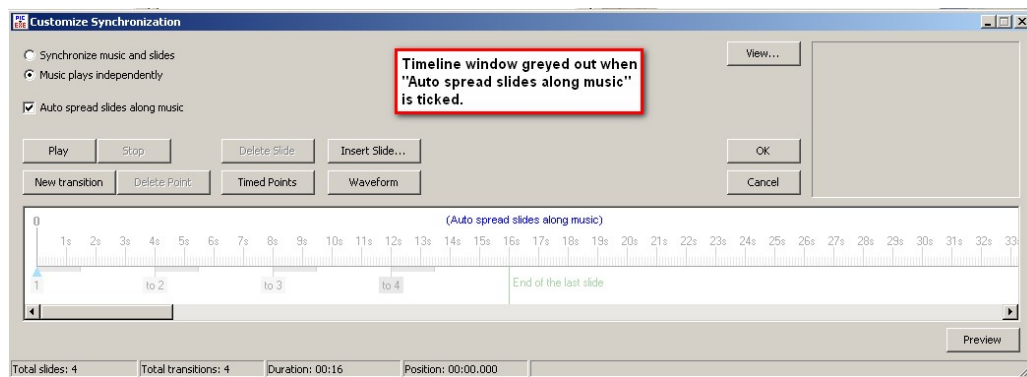 PIC
EXE
Customize Synchronization
Synchronize music and slides
Music plays independently
Auto spread slides along music
Timeline window greyed out when
"Auto spread slides along music"
is ticked.
View...
Play Stop Delete Slide Insert Slide... OK
New transition Delete Point Timed Points Waveform Cancel
(Auto spread slides along music)
0
1s 2s 3s 4s 5s 6s 7s 8s 9s 10s 11s 12s 13s 14s 15s 16s 17s 18s 19s 20s 21s 22s 23s 24s 25s 26s 27s 28s 29s 30s 31s 32s 33
1 to 2 to 3 to 4 End of the last slide
Preview
Total slides: 4 Total transitions: 4 Duration: 00:16 Position: 00:00.000